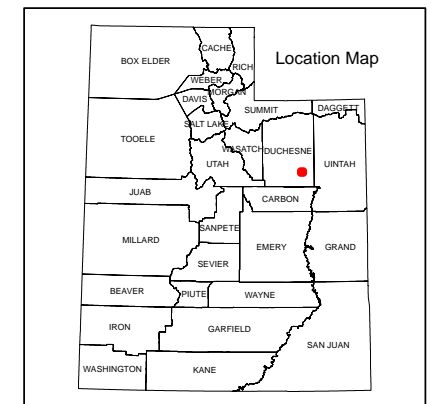 Location Map
BOX ELDER
CACHE
RICH
WEBER
MORGAN
DAVIS
SUMMIT
DAGGETT
SALT LAKE
TOOELE
WASATCH
DUCHESNE
UTAH
UINTAH
JUAB
CARBON
SANPETE
MILLARD
EMERY
GRAND
SEVIER
BEAVER
PIUTE
WAYNE
IRON
GARFIELD
SAN JUAN
WASHINGTON
KANE